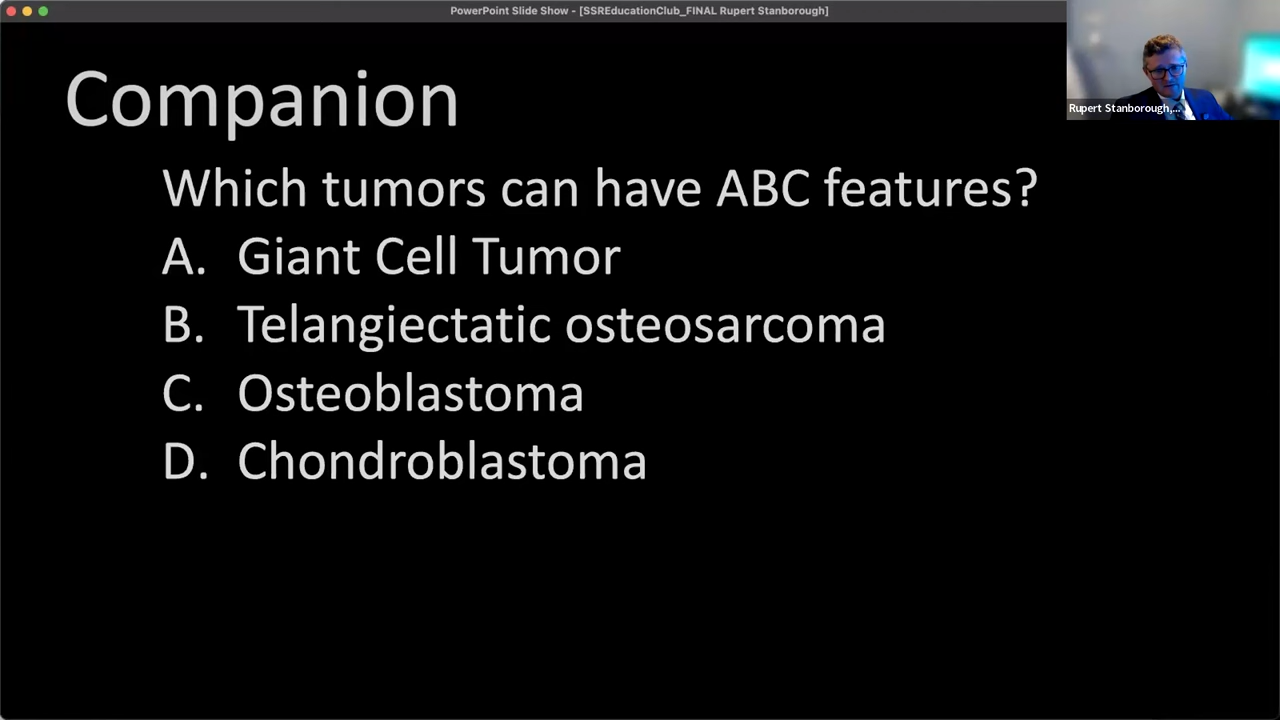 PowerPoint Slide Show - [SSREducationClub_FINAL Rupert Stanborough]
Companion
Rupert Stanborough,...
Which tumors can have ABC features?
A. Giant Cell Tumor
B. Telangiectatic osteosarcoma
C. Osteoblastoma
D. Chondroblastoma